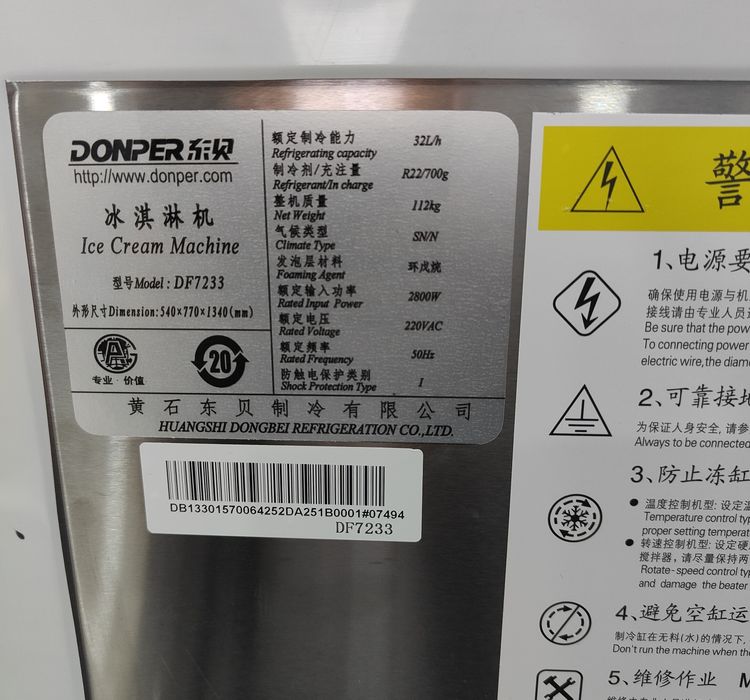 DONPER东贝
http://www.donper.com
冰淇淋机
Ice Cream Machine
型号Model: DF7233
外形尺寸Dimension:540×770×1340(mm)
专业·价值
20
额定制冷能力 32L/h
Refrigerating capacity
制冷剂/充注量 R22/700g
Refrigerant/In charge
整机质量 112kg
Net Weight
气候类型 SN/N
Climate Type
发泡层材料 环戊烷
Foaming Agent
额定输入功率 2800W
Rated Input Power
额定电压 220VAC
Rated Voltage
额定频率 50Hz
Rated Frequency
防触电保护类别 I
Shock Protection Type
黄石东贝制冷有限公司
HUANGSHI DONGBEI REFRIGERATION CO.,LTD.
DB13301570064252DA251B0001#07494
DF7233
警
1、电源要
确保使用电源与机
接线请由专业人员
Be sure that the pow
To connecting power
electric wire,the diam
2、可靠接地
为保证人身安全, 请参
Always to be connected
3、防止冻缸
● 温度控制机型: 设定温
Temperature control ty
proper setting temperat
● 转速控制机型: 设定硬
搅拌器, 请尽量保持两
Rotate-speed control typ
and damage the beater
4、避免空缸运
制冷缸在无料(水)的情况下,
Don't run the machine when the
5、维修作业 M